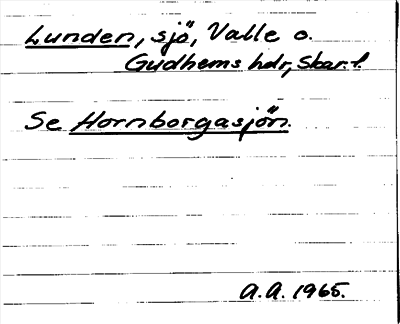 Lunden, sjö, Valle o.
Gudhems hdr, Skar. l.
Se Hornborgasjön.
A.A. 1965.